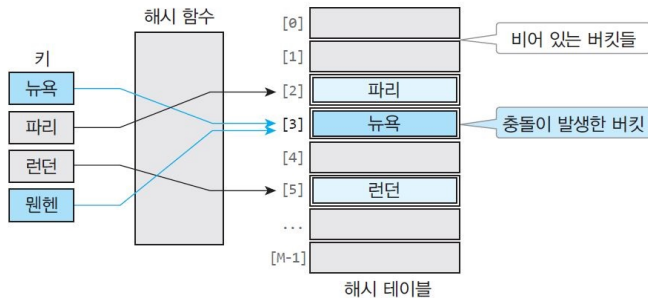 해시 함수
키
뉴욕
파리
런던
뮌헨
[0]
[1]
[2] 파리
[3] 뉴욕
[4]
[5] 런던
...
[M-1]
해시 테이블
비어 있는 버킷들
충돌이 발생한 버킷